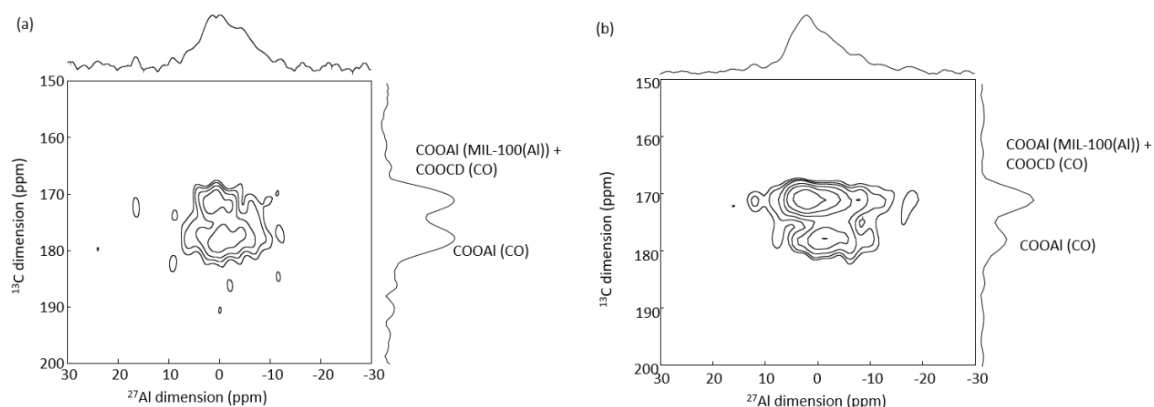 (a)
150
160
170
180
190
200
¹³C dimension (ppm)
30 20 10 0 -10 -20 -30
²⁷Al dimension (ppm)
COOAl (MIL-100(Al)) +
COOCD (CO)
COOAl (CO)
(b)
150
160
170
180
190
200
¹³C dimension (ppm)
30 20 10 0 -10 -20 -30
²⁷Al dimension (ppm)
COOAl (MIL-100(Al)) +
COOCD (CO)
COOAl (CO)